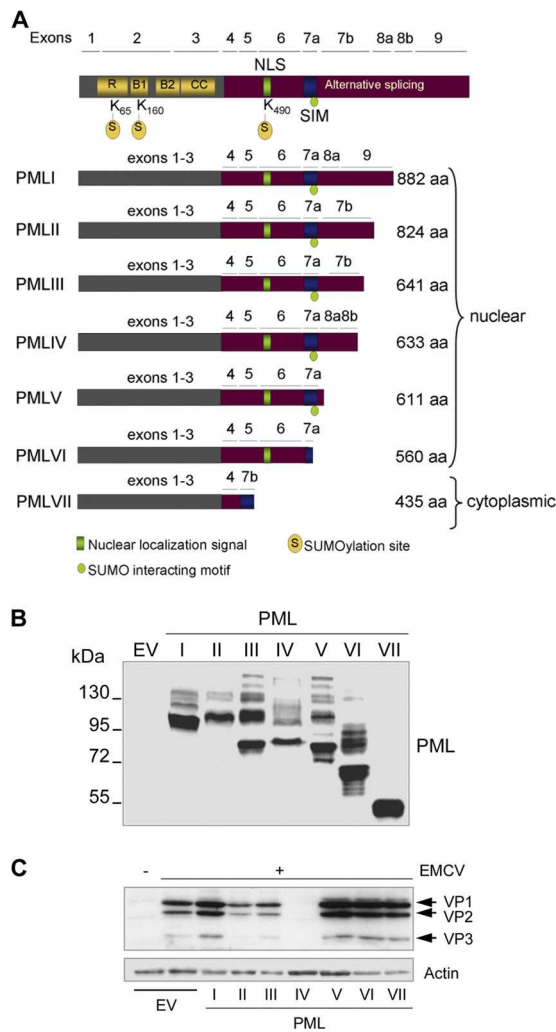 A
Exons 1 2 3 4 5 6 7a 7b 8a 8b 9
NLS
R B1 B2 CC Alternative splicing
K65 K160 K490 SIM
S S S
exons 1-3 4 5 6 7a 8a 9
PMLI 882 aa
exons 1-3 4 5 6 7a 7b
PMLII 824 aa
exons 1-3 4 5 6 7a 7b
PMLIII 641 aa
nuclear
exons 1-3 4 5 6 7a 8a8b
PMLIV 633 aa
exons 1-3 4 5 6 7a
PMLV 611 aa
exons 1-3 4 5 6 7a
PMLVI 560 aa
exons 1-3 4 7b
PMLVII 435 aa
cytoplasmic
Nuclear localization signal
S SUMOylation site
SUMO interacting motif
B
PML
EV I II III IV V VI VII
kDa
130
95
72
55
PML
C
- + EMCV
VP1
VP2
VP3
Actin
EV I II III IV V VI VII
PML